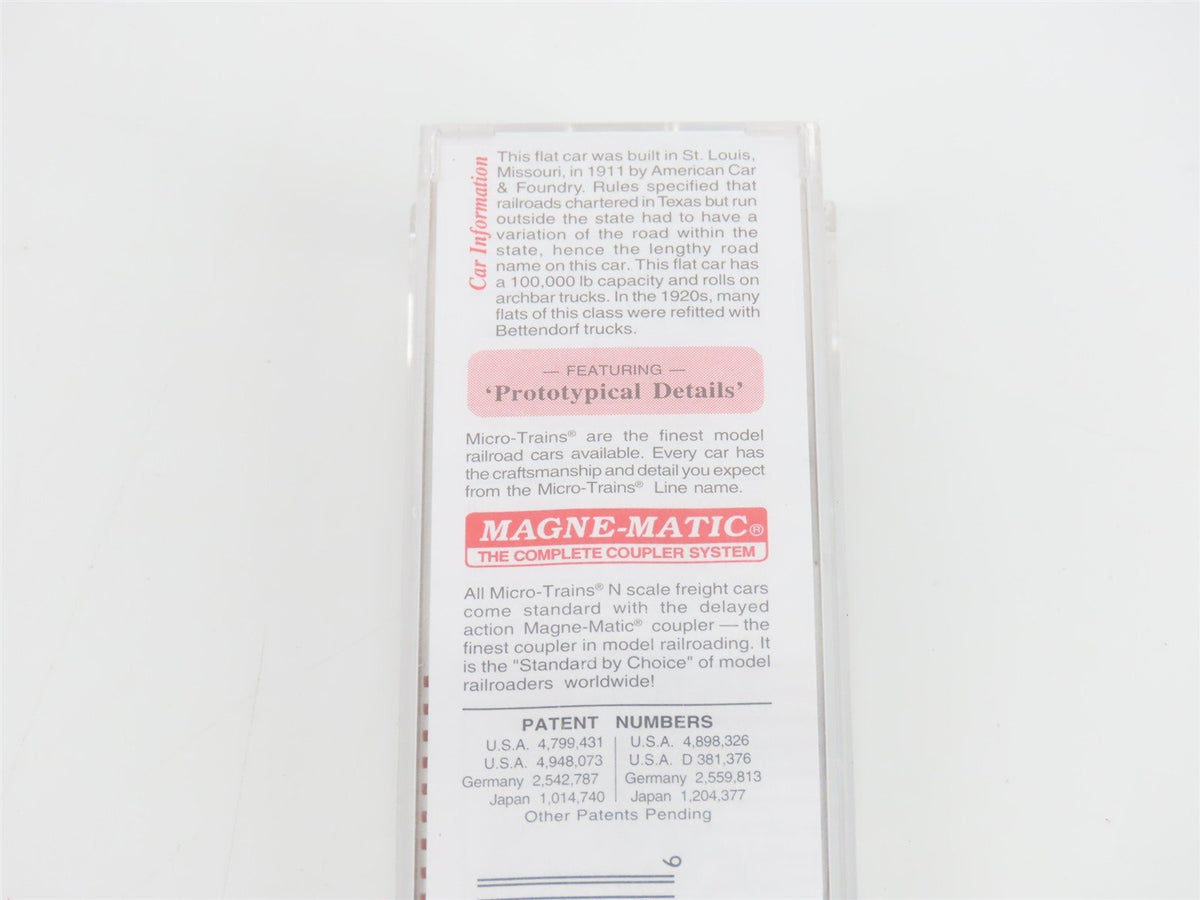 Car Information
This flat car was built in St. Louis,
Missouri, in 1911 by American Car
& Foundry. Rules specified that
railroads chartered in Texas but run
outside the state had to have a
variation of the road within the
state, hence the lengthy road
name on this car. This flat car has
a 100,000 lb capacity and rolls on
archbar trucks. In the 1920s, many
flats of this class were refitted with
Bettendorf trucks.
— FEATURING —
‘Prototypical Details’
Micro-Trains® are the finest model
railroad cars available. Every car has
the craftsmanship and detail you expect
from the Micro-Trains® Line name.
MAGNE-MATIC®
THE COMPLETE COUPLER SYSTEM
All Micro-Trains® N scale freight cars
come standard with the delayed
action Magne-Matic® coupler — the
finest coupler in model railroading. It
is the "Standard by Choice" of model
railroaders worldwide!
PATENT NUMBERS
U.S.A. 4,799,431 U.S.A. 4,898,326
U.S.A. 4,948,073 U.S.A. D 381,376
Germany 2,542,787 Germany 2,559,813
Japan 1,014,740 Japan 1,204,377
Other Patents Pending
6